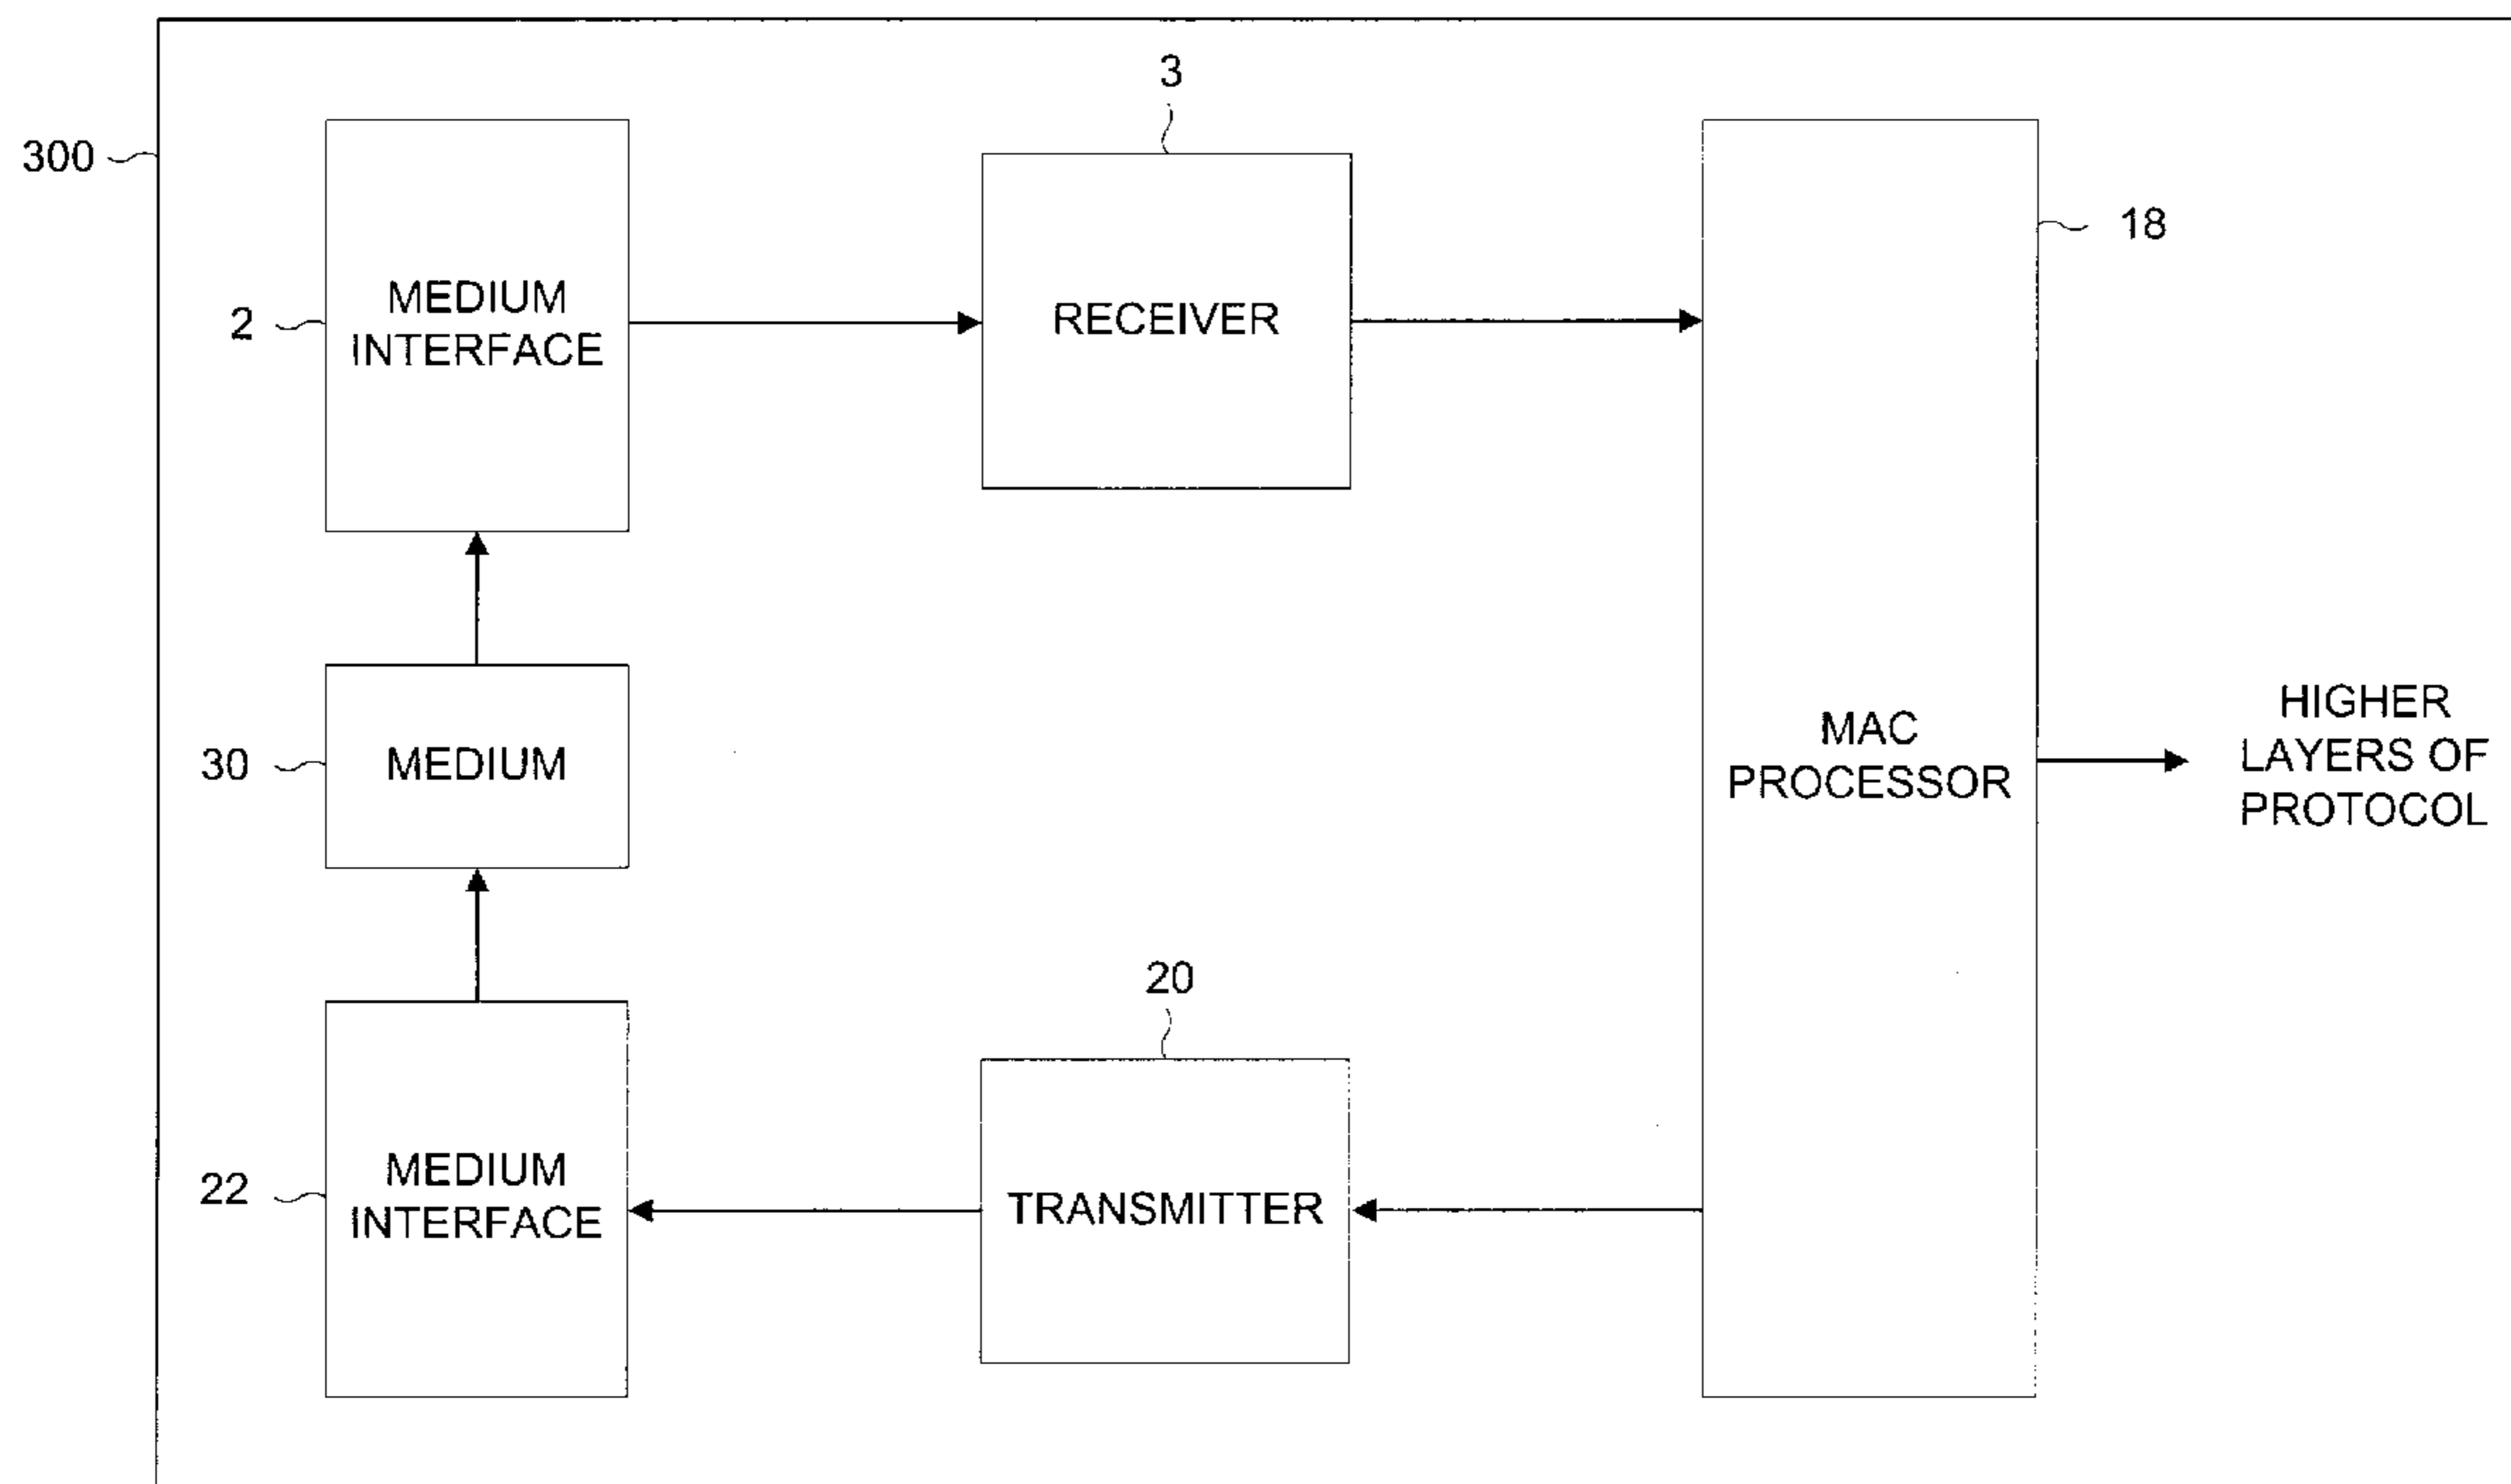 3
300
18
2
MEDIUM
INTERFACE
RECEIVER
30
MEDIUM
MAC
PROCESSOR
HIGHER
LAYERS OF
PROTOCOL
20
22
MEDIUM
INTERFACE
TRANSMITTER